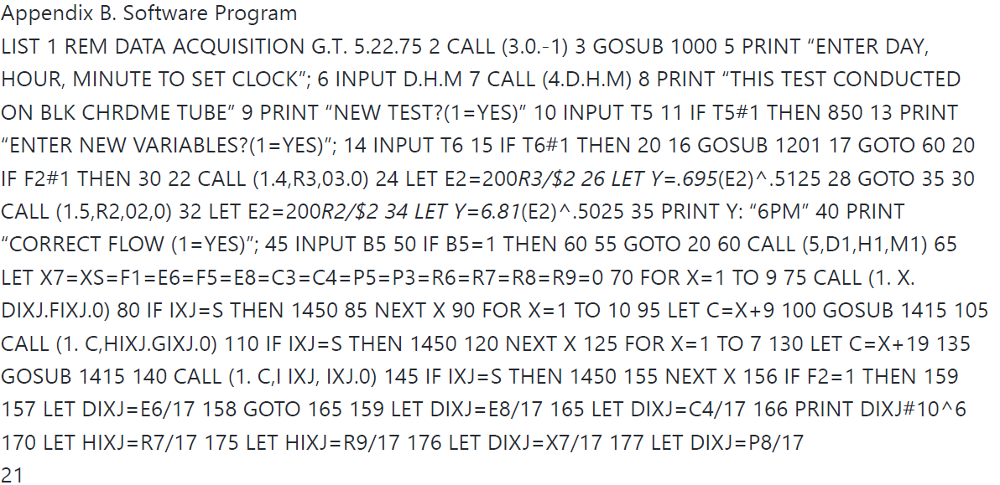 Appendix B. Software Program
LIST 1 REM DATA ACQUISITION G.T. 5.22.75 2 CALL (3.0.-1) 3 GOSUB 1000 5 PRINT “ENTER DAY,
HOUR, MINUTE TO SET CLOCK”; 6 INPUT D.H.M 7 CALL (4.D.H.M) 8 PRINT “THIS TEST CONDUCTED
ON BLK CHRDME TUBE” 9 PRINT “NEW TEST?(1=YES)” 10 INPUT T5 11 IF T5#1 THEN 850 13 PRINT
“ENTER NEW VARIABLES?(1=YES)”; 14 INPUT T6 15 IF T6#1 THEN 20 16 GOSUB 1201 17 GOTO 60 20
IF F2#1 THEN 30 22 CALL (1.4,R3,03.0) 24 LET E2=200R3/$2 26 LET Y=.695(E2)^.5125 28 GOTO 35 30
CALL (1.5,R2,02,0) 32 LET E2=200R2/$2 34 LET Y=6.81(E2)^.5025 35 PRINT Y: “6PM” 40 PRINT
“CORRECT FLOW (1=YES)”; 45 INPUT B5 50 IF B5=1 THEN 60 55 GOTO 20 60 CALL (5,D1,H1,M1) 65
LET X7=XS=F1=E6=F5=E8=C3=C4=P5=P3=R6=R7=R8=R9=0 70 FOR X=1 TO 9 75 CALL (1. X.
DIXJ.FIXJ.0) 80 IF IXJ=S THEN 1450 85 NEXT X 90 FOR X=1 TO 10 95 LET C=X+9 100 GOSUB 1415 105
CALL (1. C,HIXJ.GIXJ.0) 110 IF IXJ=S THEN 1450 120 NEXT X 125 FOR X=1 TO 7 130 LET C=X+19 135
GOSUB 1415 140 CALL (1. C,I IXJ, IXJ.0) 145 IF IXJ=S THEN 1450 155 NEXT X 156 IF F2=1 THEN 159
157 LET DIXJ=E6/17 158 GOTO 165 159 LET DIXJ=E8/17 165 LET DIXJ=C4/17 166 PRINT DIXJ#10^6
170 LET HIXJ=R7/17 175 LET HIXJ=R9/17 176 LET DIXJ=X7/17 177 LET DIXJ=P8/17
21